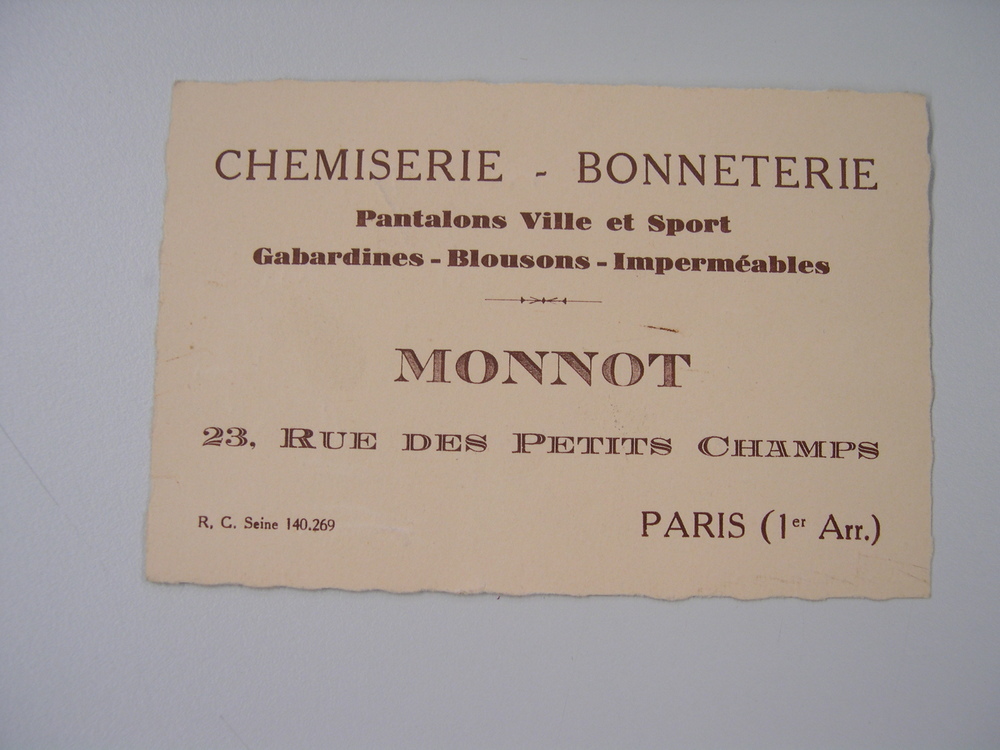 CHEMISERIE - BONNETERIE
Pantalons Ville et Sport
Gabardines - Blousons - Imperméables
MONNOT
23, RUE DES PETITS CHAMPS
R. C. Seine 140.269
PARIS (1er Arr.)